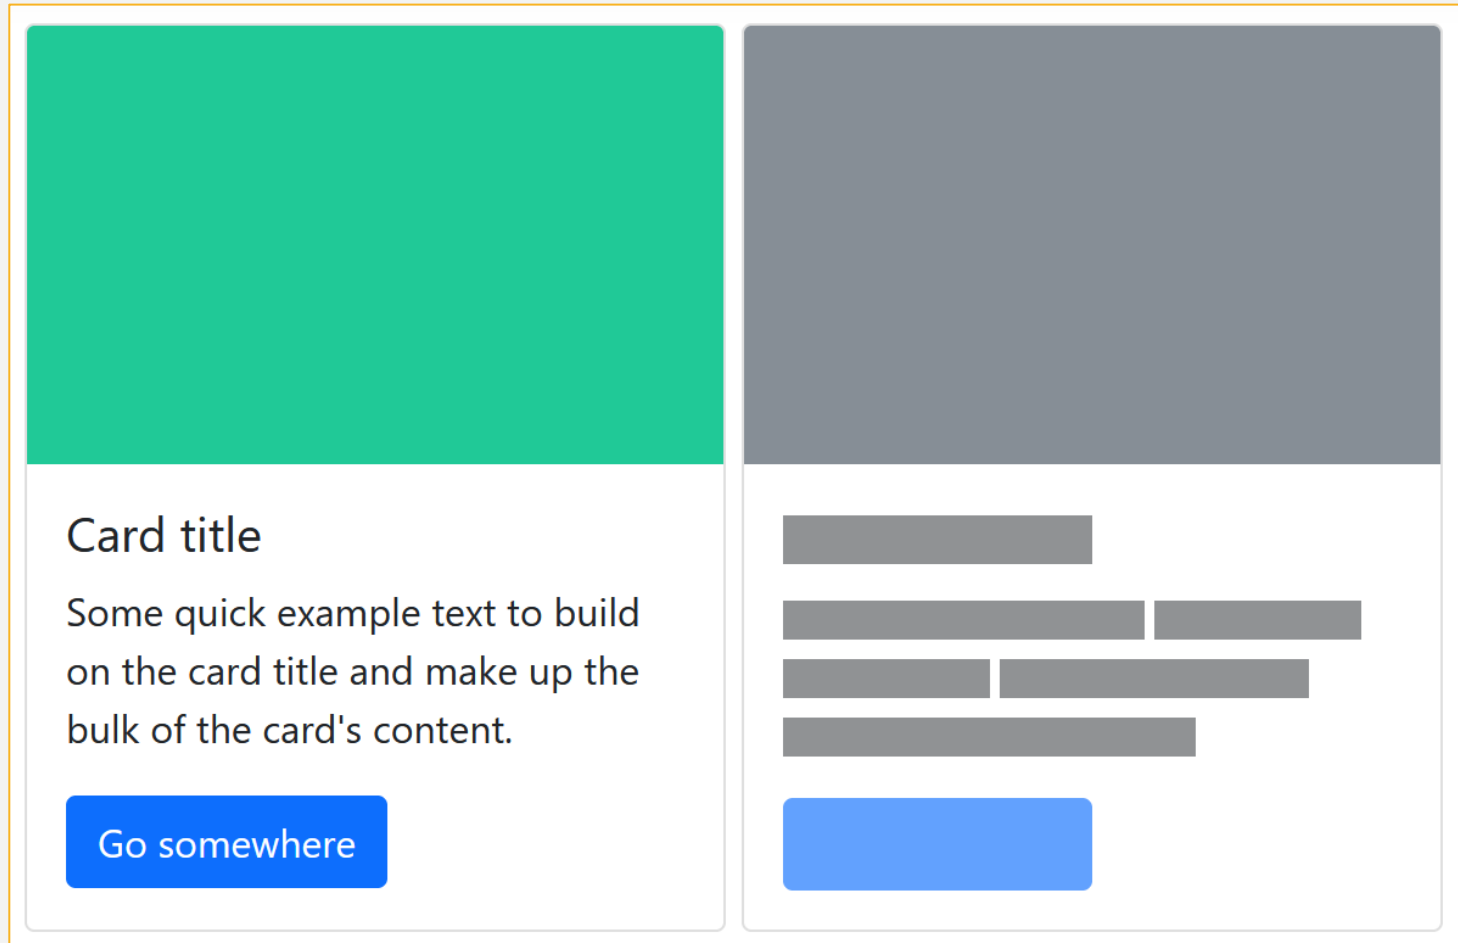 Card title
Some quick example text to build
on the card title and make up the
bulk of the card's content.
Go somewhere